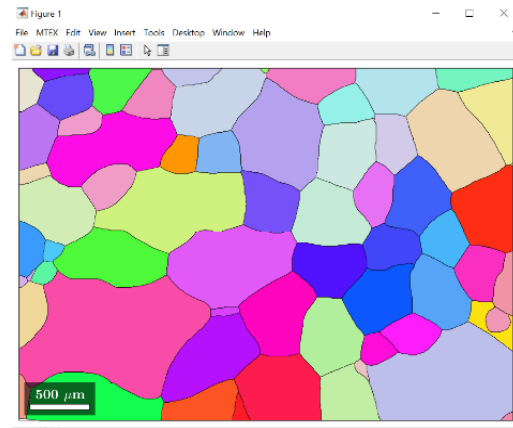 Figure 1
File MTEX Edit View Insert Tools Desktop Window Help
500 μm